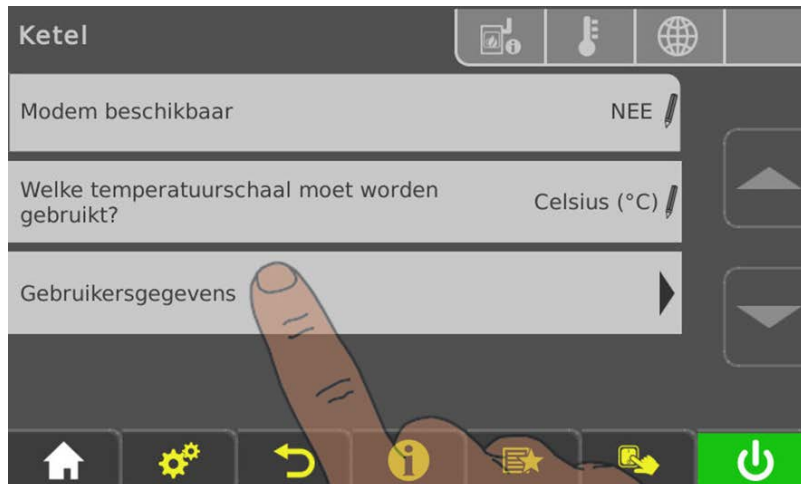 Ketel
Modem beschikbaar NEE
Welke temperatuurschaal moet worden
gebruikt? Celsius (°C)
Gebruikersgegevens